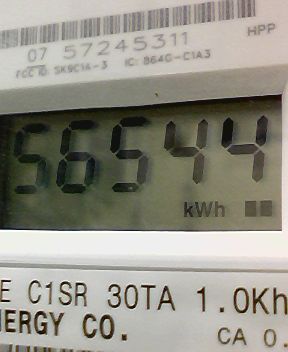 HPP
07 57245311
FCC ID: SK9C1A-3 IC: 864G-C1A3
56544
kWh
E C1SR 30TA 1.0Kh
NERGY CO.
CA 0.